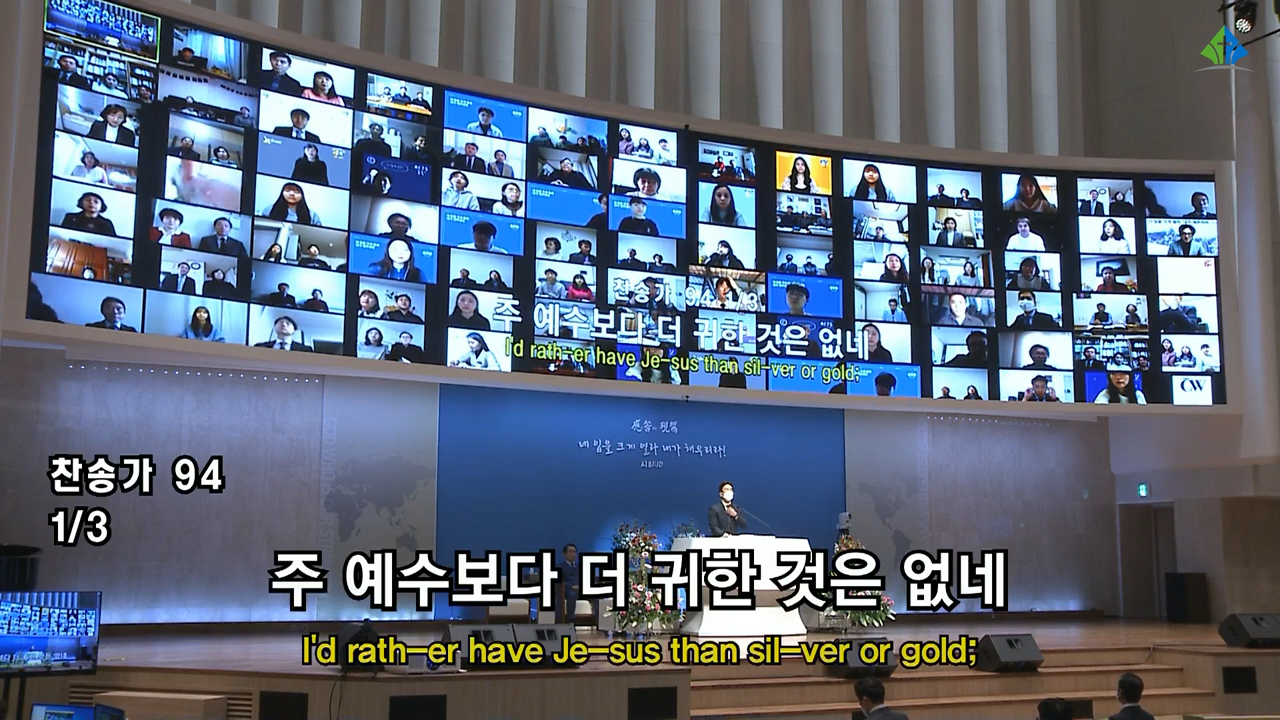 찬송가 94 1/3
주 예수보다 더 귀한 것은 없네
I'd rath-er have Je-sus than sil-ver or gold;
CW
네 입을 크게 열라 내가 채우리라!
시81:10
찬송가 94
1/3
주 예수보다 더 귀한 것은 없네
I'd rath-er have Je-sus than sil-ver or gold;